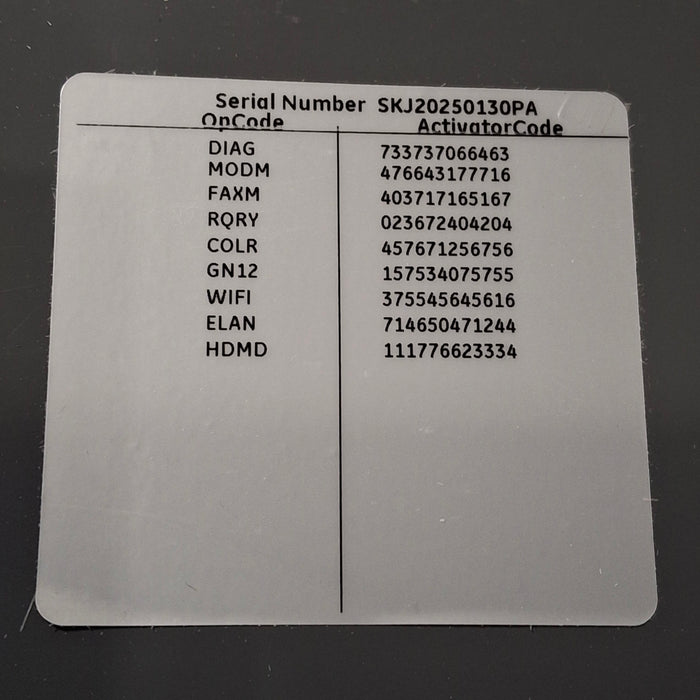 Serial Number SKJ20250130PA
OpCode ActivatorCode
DIAG 733737066463
MODM 476643177716
FAXM 403717165167
RQRY 023672404204
COLR 457671256756
GN12 157534075755
WIFI 375545645616
ELAN 714650471244
HDMD 111776623334